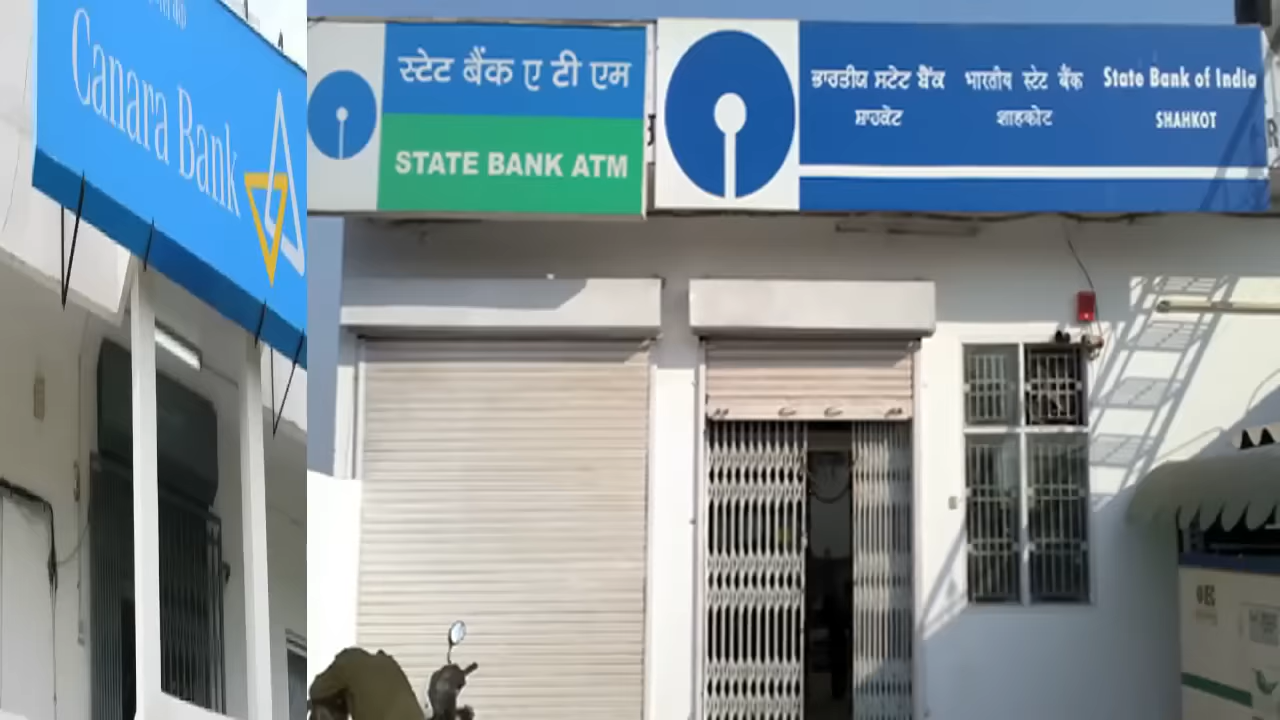 Canara Bank
स्टेट बैंक ए टी एम
STATE BANK ATM
ਭਾਰਤੀਯ ਸਟੇਟ ਬੈਂਕ भारतीय स्टेट बैंक State Bank of India
ਸ਼ਾਹਕੋਟ शाहकोट SHAHKOT